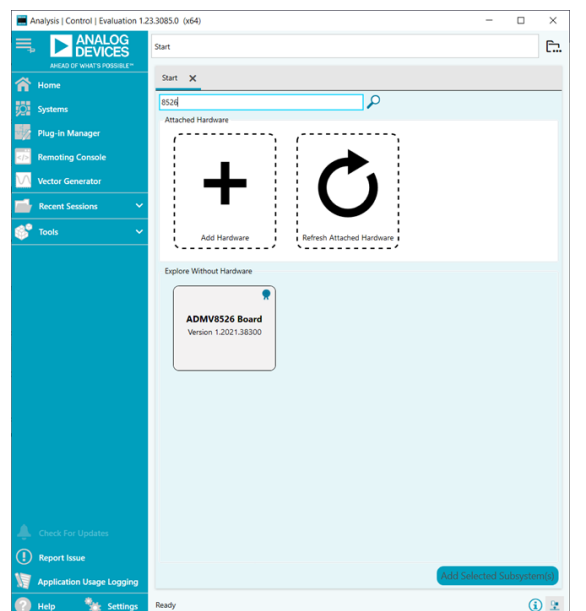 Analysis | Control | Evaluation 1.23.3085.0 (x64)
ANALOG
DEVICES
AHEAD OF WHAT'S POSSIBLE™
Start
Home
Systems
Plug-in Manager
Remoting Console
Vector Generator
Recent Sessions
Tools
Check For Updates
Report Issue
Application Usage Logging
Help
Settings
Start
8526
Attached Hardware
Add Hardware
Refresh Attached Hardware
Explore Without Hardware
ADMV8526 Board
Version 1.2021.38300
Add Selected Subsystem(s)
Ready